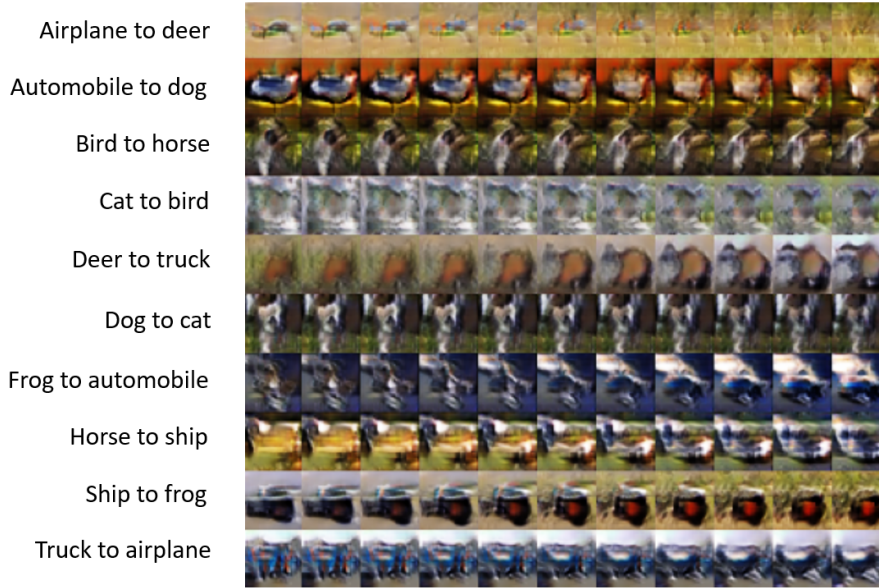 Airplane to deer
Automobile to dog
Bird to horse
Cat to bird
Deer to truck
Dog to cat
Frog to automobile
Horse to ship
Ship to frog
Truck to airplane